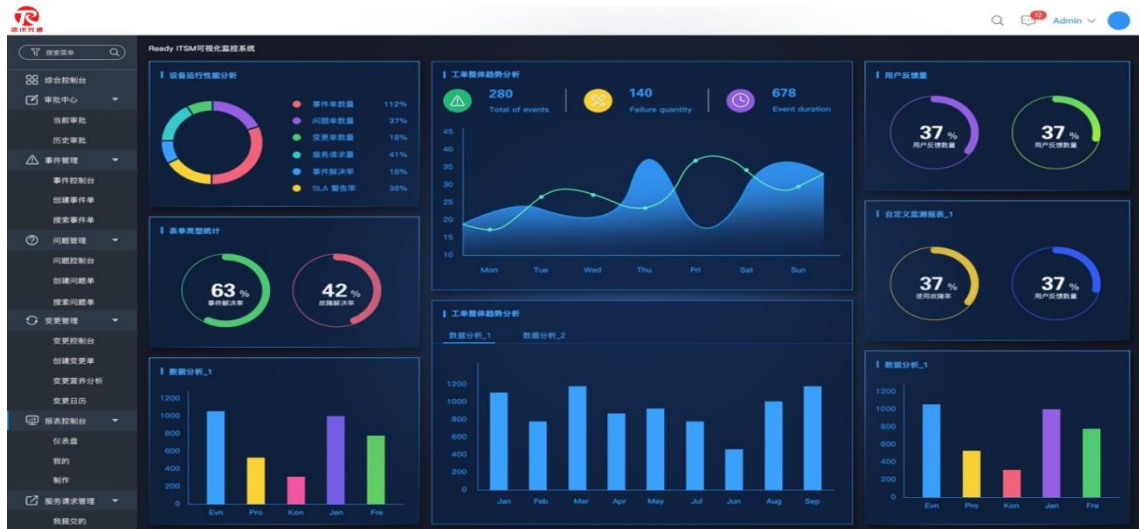 12
Admin
搜索菜单
综合控制台
审批中心
当前审批
历史审批
事件管理
事件控制台
创建事件单
搜索事件单
问题管理
问题控制台
创建问题单
搜索问题单
变更管理
变更控制台
创建变更单
变更日历
报表控制台
仪表盘
我的
制作
服务请求管理
我提交的
Ready ITSM可视化监控系统
设备运行性能分析
事件单数量 112%
问题单数量 37%
变更单数量 18%
服务请求量 41%
事件解决率 18%
SLA 警告率 38%
表单类型统计
63 %
事件解决率
42 %
故障解决率
数据分析_1
1200
1000
800
600
400
200
0
Evn Pro Kon Jan Fre
工单整体趋势分析
280
Total of events
140
Failure quantity
678
Event duration
45
40
35
30
25
20
15
10
Mon Tue Wed Thu Fri Sat Sun
工单整体趋势分析
数据分析_1 数据分析_2
1200
1000
800
600
400
200
0
Jan Feb Mar Apr May Jul Jun Aug Sep
用户反馈量
37 %
用户反馈数量
37 %
用户反馈数量
自定义监测报表_1
37 %
使用故障率
37 %
用户反馈数量
数据分析_1
1200
1000
800
600
400
200
0
Evn Pro Kon Jan Fre